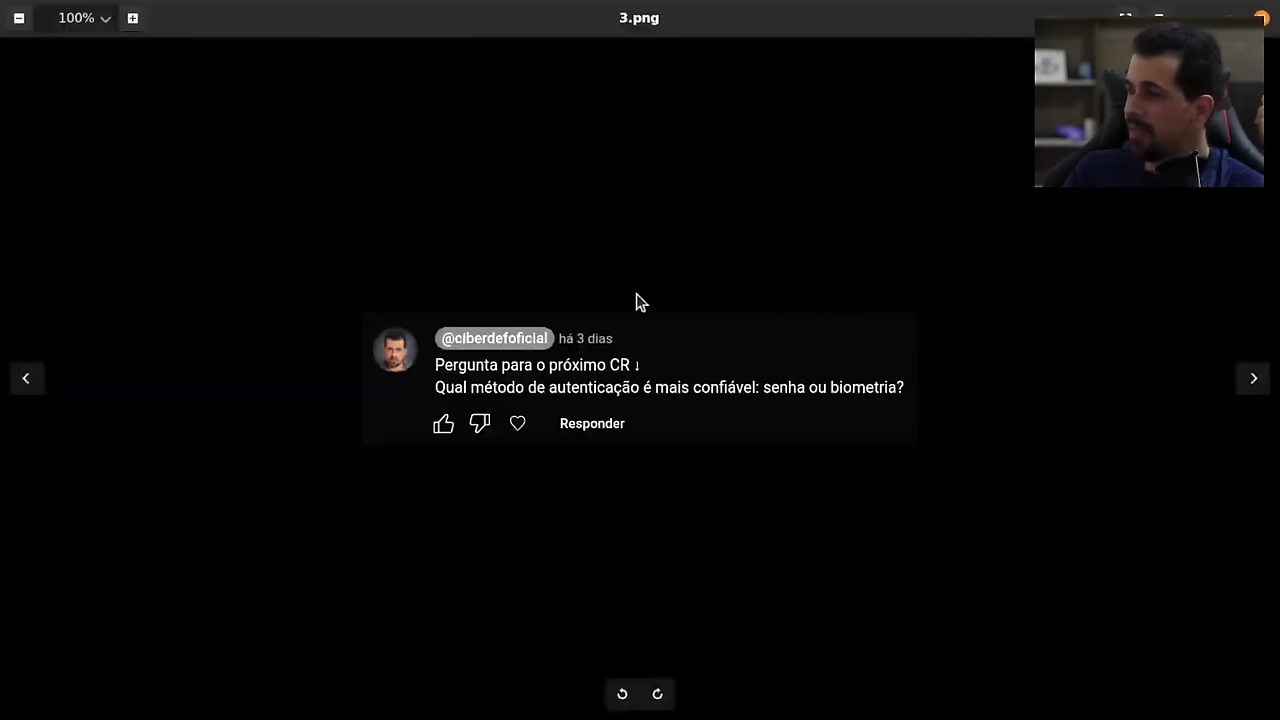 100%
3.png
@ciberdefoficial há 3 dias
Pergunta para o próximo CR ↓
Qual método de autenticação é mais confiável: senha ou biometria?
Responder